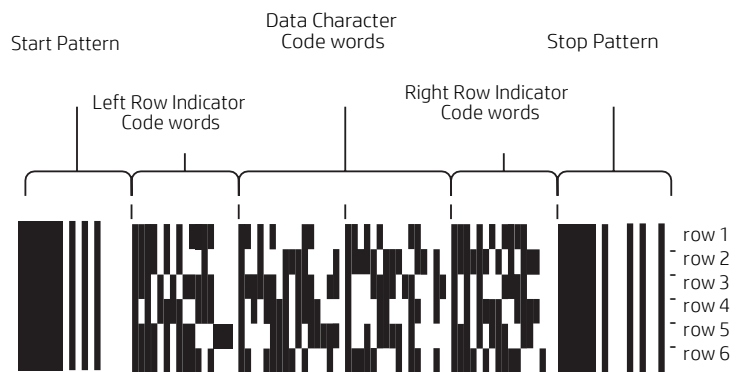 Data Character
Code words
Start Pattern
Stop Pattern
Left Row Indicator
Code words
Right Row Indicator
Code words
row 1
row 2
row 3
row 4
row 5
row 6